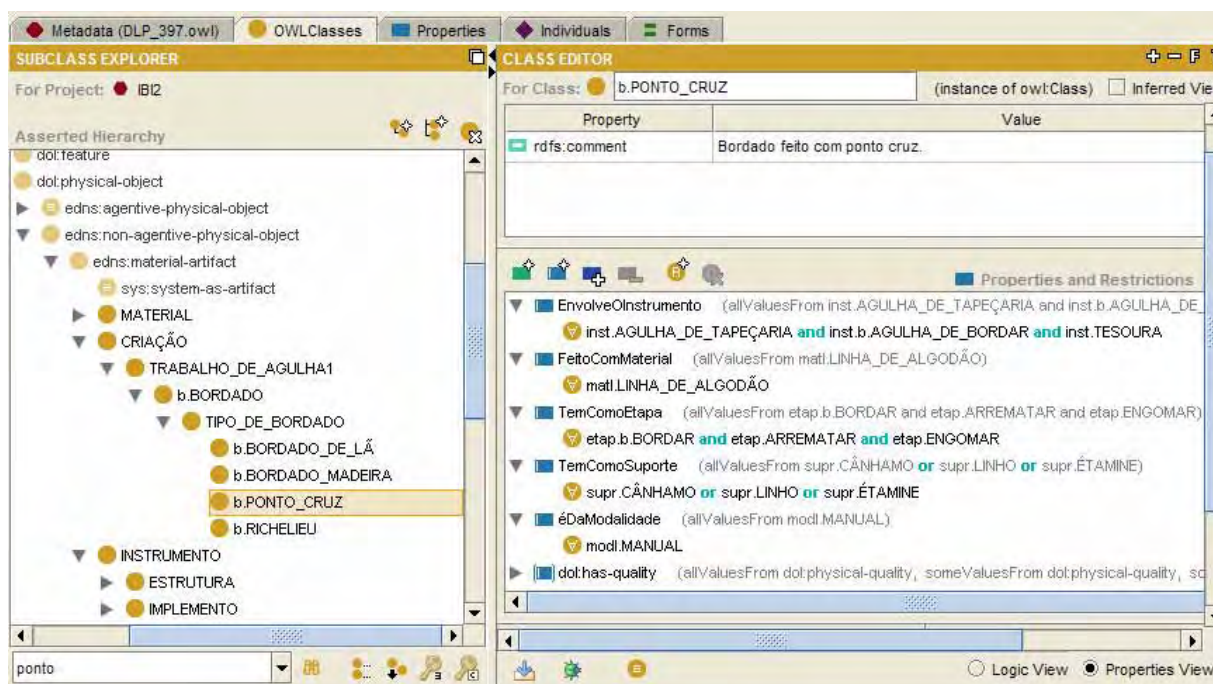 Metadata (DLP_397.owl) OWLClasses Properties Individuals Forms
SUBCLASS EXPLORER
For Project: IBI2
Asserted Hierarchy
dol:feature
dol:physical-object
edns:agentive-physical-object
edns:non-agentive-physical-object
edns:material-artifact
sys:system-as-artifact
MATERIAL
CRIAÇÃO
TRABALHO_DE_AGULHA1
b.BORDADO
TIPO_DE_BORDADO
b.BORDADO_DE_LÃ
b.BORDADO_MADEIRA
b.PONTO_CRUZ
b.RICHELIEU
INSTRUMENTO
ESTRUTURA
IMPLEMENTO
ponto
CLASS EDITOR
For Class: b.PONTO_CRUZ (instance of owl:Class) Inferred Vie
Property Value
rdfs:comment Bordado feito com ponto cruz.
Properties and Restrictions
EnvolveOInstrumento (allValuesFrom inst.AGULHA_DE_TAPEÇARIA and inst.b.AGULHA_DE_
inst.AGULHA_DE_TAPEÇARIA and inst.b.AGULHA_DE_BORDAR and inst.TESOURA
FeitoComMaterial (allValuesFrom matl.LINHA_DE_ALGODÃO)
matl.LINHA_DE_ALGODÃO
TemComoEtapa (allValuesFrom etap.b.BORDAR and etap.ARREMATAR and etap.ENGOMAR)
etap.b.BORDAR and etap.ARREMATAR and etap.ENGOMAR
TemComoSuporte (allValuesFrom supr.CÂNHAMO or supr.LINHO or supr.ÉTAMINE)
supr.CÂNHAMO or supr.LINHO or supr.ÉTAMINE
éDaModalidade (allValuesFrom modl.MANUAL)
modl.MANUAL
dol:has-quality (allValuesFrom dol:physical-quality, someValuesFrom dol:physical-quality, so
Logic View Properties View